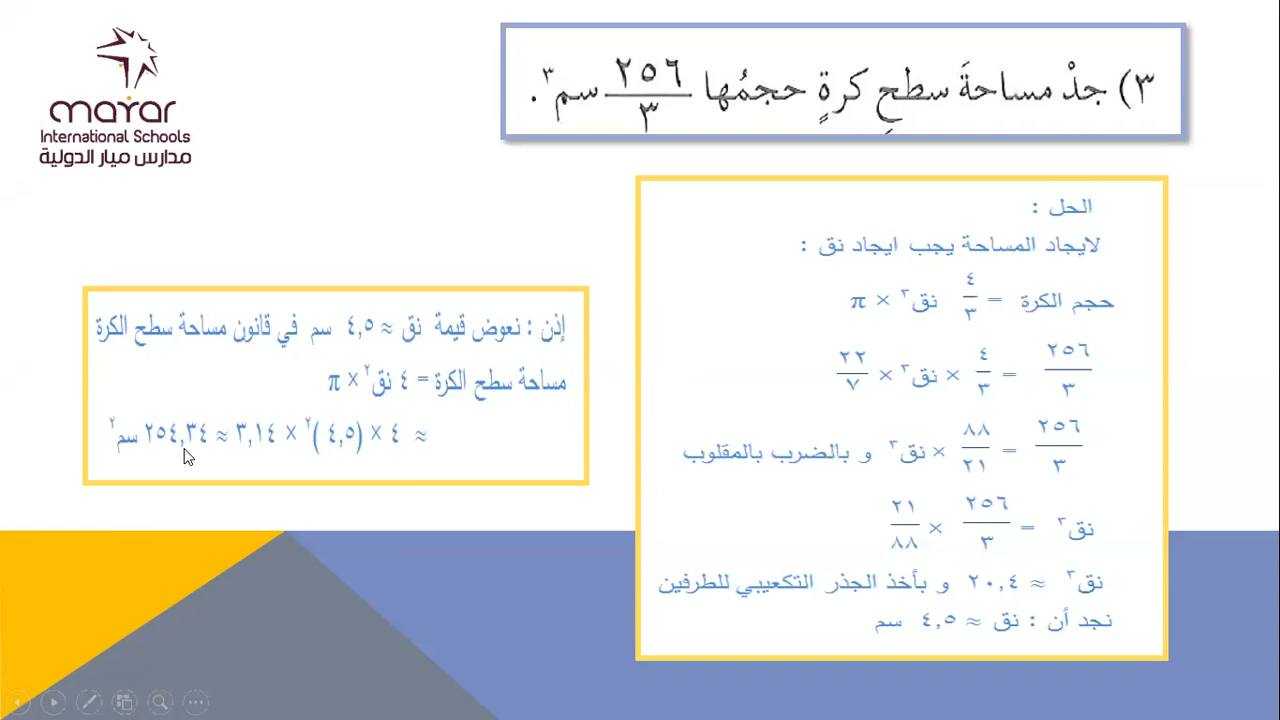 mayar
International Schools
مدارس ميار الدولية
٣) جدْ مساحةَ سطحِ كرةٍ حجمُها ٢٥٦/٣ سم٣.
الحل :
لايجاد المساحة يجب ايجاد نق :
حجم الكرة = ٤/٣ نق٣ × π
٢٥٦/٣ = ٤/٣ × نق٣ × ٢٢/٧
٢٥٦/٣ = ٨٨/٢١ × نق٣ و بالضرب بالمقلوب
نق٣ = ٢٥٦/٣ × ٢١/٨٨
نق٣ ≈ ٢٠,٤ و بأخذ الجذر التكعيبي للطرفين
نجد أن : نق ≈ ٤,٥ سم
إذن : نعوض قيمة نق ≈ ٤,٥ سم في قانون مساحة سطح الكرة
مساحة سطح الكرة = ٤ نق٢ × π
≈ ٤ × (٤,٥)٢ × ٣,١٤ ≈ ٢٥٤,٣٤ سم٢